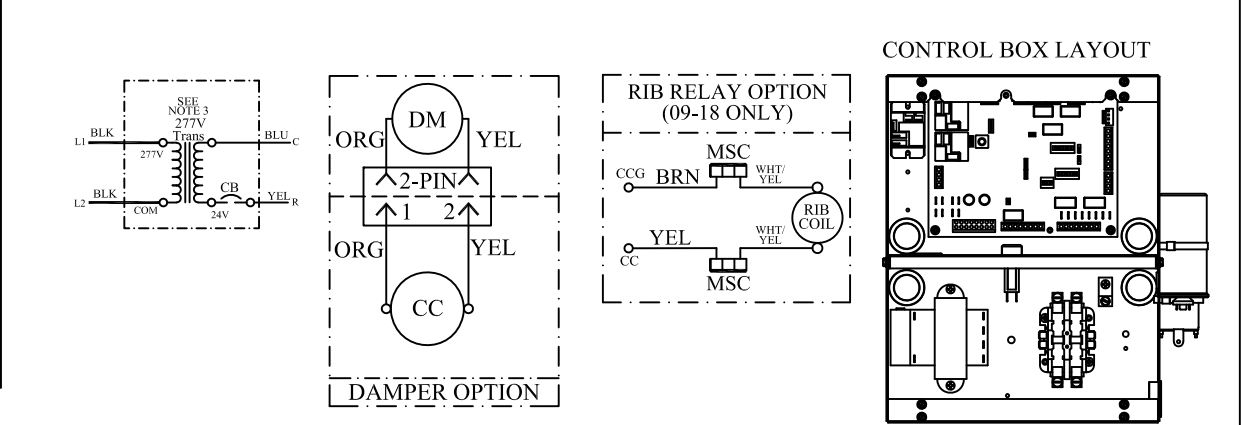 SEE
NOTE 3
277V
Trans
L1 BLK
277V
BLU C
L2 BLK
COM
CB
24V
YEL R
DM
ORG YEL
2-PIN
1 2
ORG YEL
CC
DAMPER OPTION
RIB RELAY OPTION
(09-18 ONLY)
MSC
CCG BRN WHT/
YEL
RIB
COIL
YEL WHT/
YEL
CC
MSC
CONTROL BOX LAYOUT